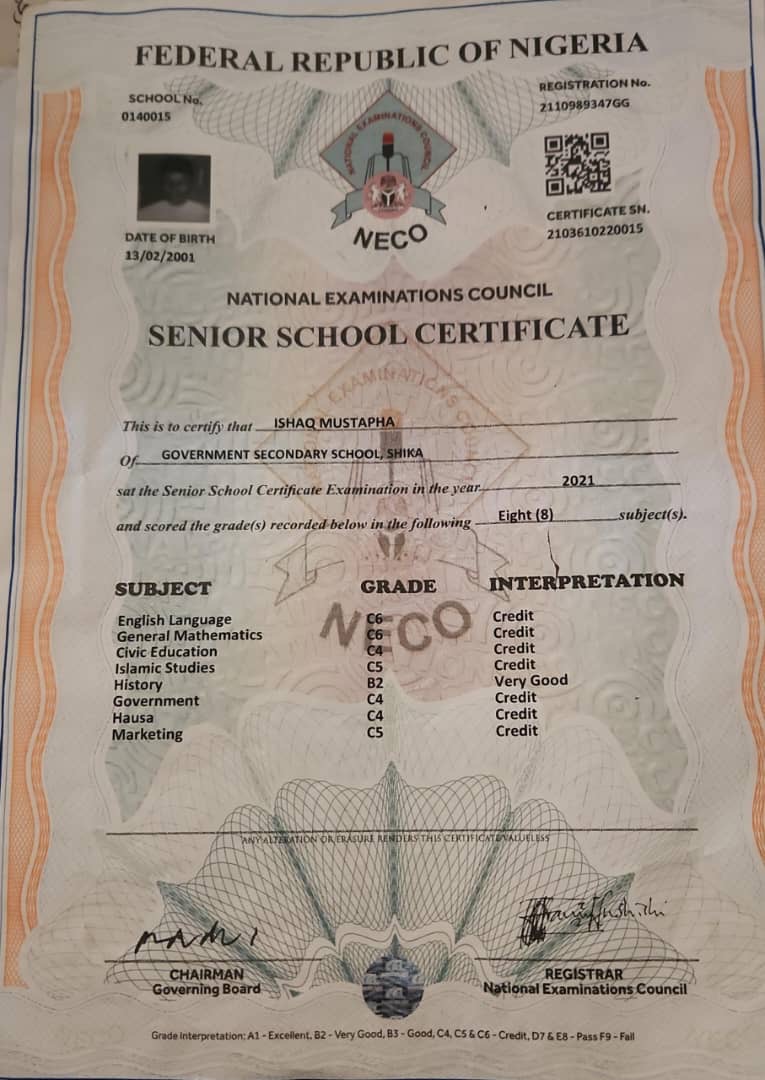 FEDERAL REPUBLIC OF NIGERIA
SCHOOL No.
0140015
REGISTRATION No.
2110989347GG
NATIONAL EXAMINATIONS COUNCIL
NECO
DATE OF BIRTH
13/02/2001
CERTIFICATE SN.
2103610220015
NATIONAL EXAMINATIONS COUNCIL
SENIOR SCHOOL CERTIFICATE
This is to certify that ISHAQ MUSTAPHA
Of GOVERNMENT SECONDARY SCHOOL, SHIKA
sat the Senior School Certificate Examination in the year 2021
and scored the grade(s) recorded below in the following Eight (8) subject(s).
SUBJECT GRADE INTERPRETATION
English Language C6 Credit
General Mathematics C6 Credit
Civic Education C4 Credit
Islamic Studies C5 Credit
History B2 Very Good
Government C4 Credit
Hausa C4 Credit
Marketing C5 Credit
NECO
ANY ALTERATION OR ERASURE RENDERS THIS CERTIFICATE VALUELESS
CHAIRMAN
Governing Board
REGISTRAR
National Examinations Council
Grade Interpretation: A1 - Excellent, B2 - Very Good, B3 - Good, C4, C5 & C6 - Credit, D7 & E8 - Pass F9 - Fail